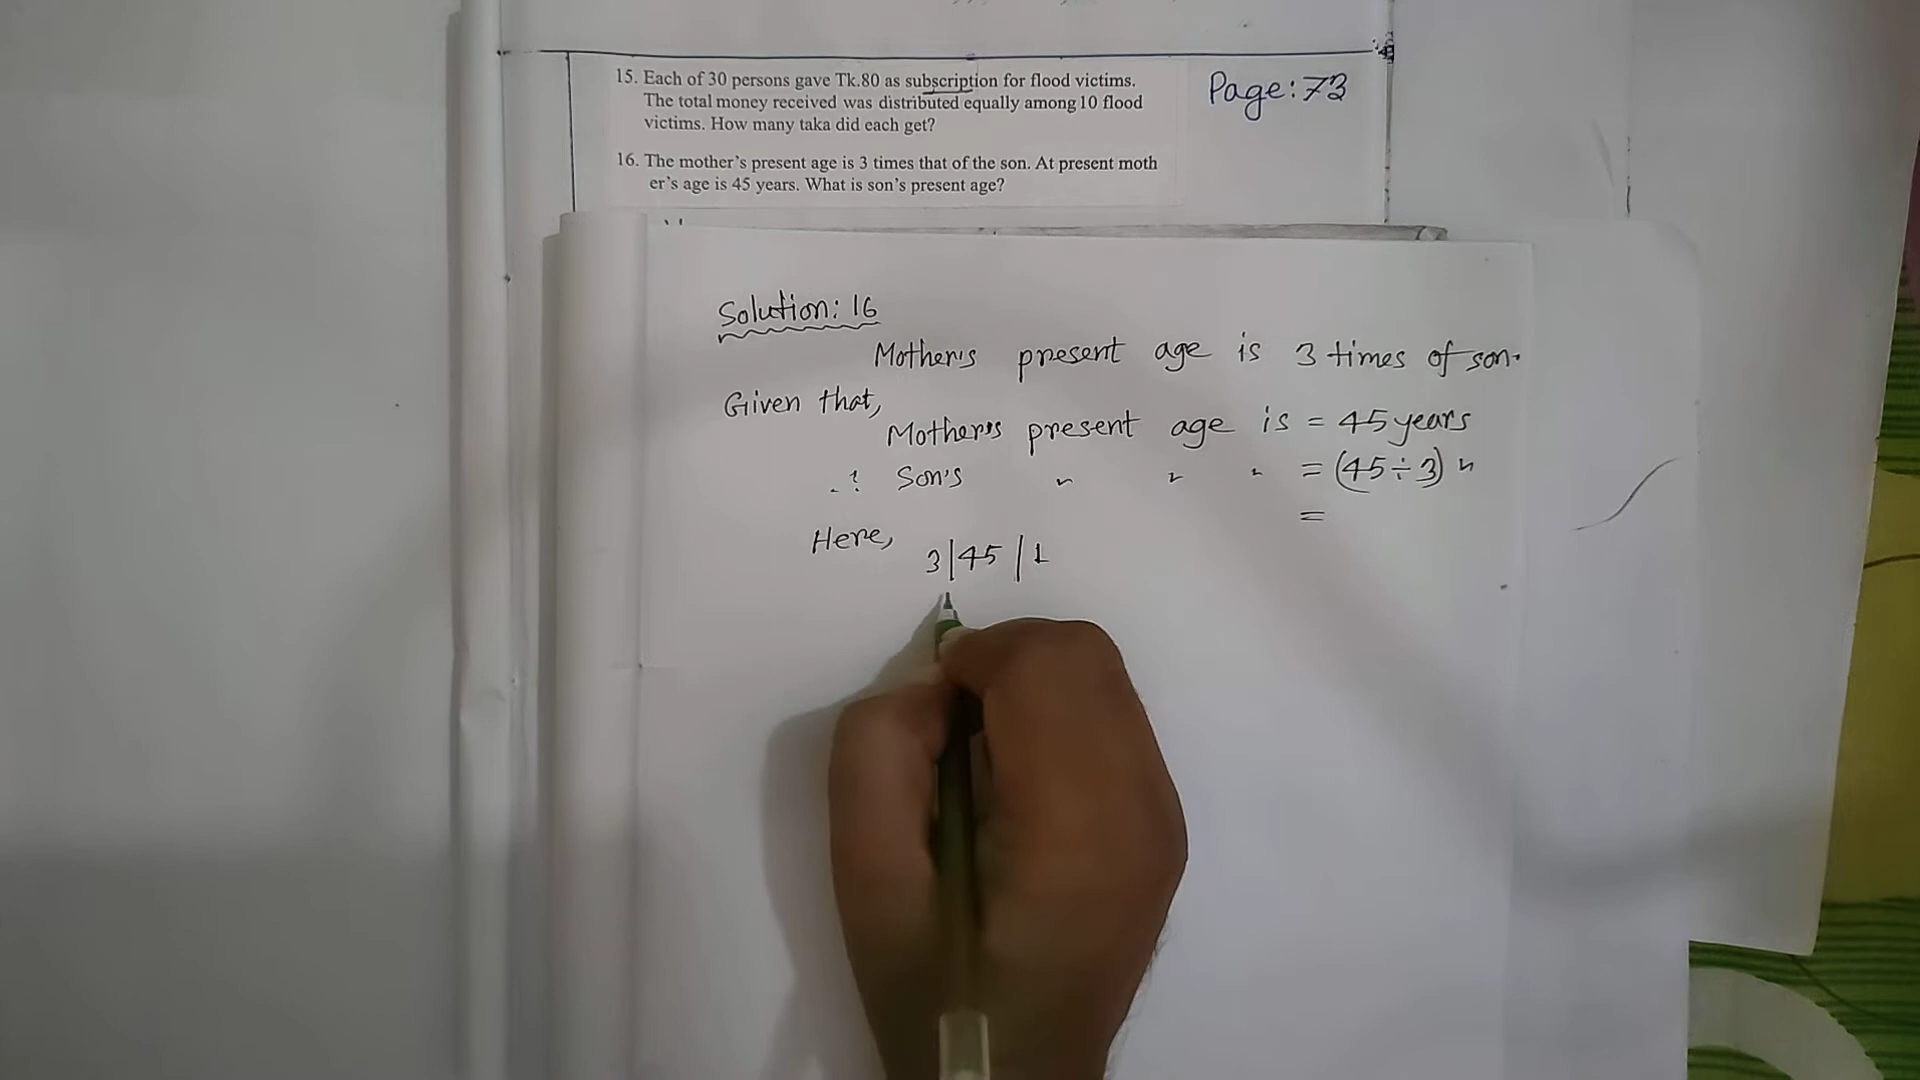 15. Each of 30 persons gave Tk.80 as subscription for flood victims.
The total money received was distributed equally among 10 flood
victims. How many taka did each get?
Page:73
16. The mother's present age is 3 times that of the son. At present moth
er's age is 45 years. What is son's present age?
Solution: 16
Mother's present age is 3 times of son.
Given that,
Mother's present age is = 45 years
∴ Son's 〃 〃 〃 = (45÷3) 〃
=
Here,
3|45|1